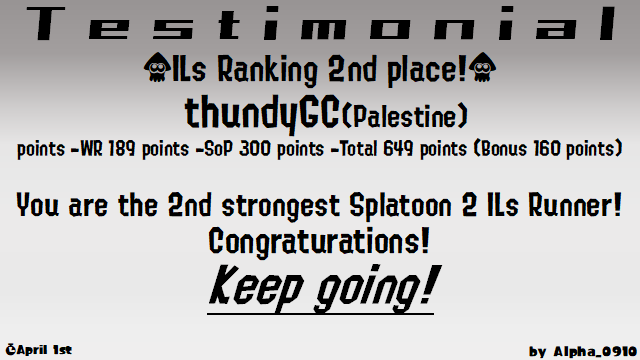 Testimonial
ILs Ranking 2nd place!
thundyGC(Palestine)
points -WR 189 points -SoP 300 points -Total 649 points (Bonus 160 points)
You are the 2nd strongest Splatoon 2 ILs Runner!
Congraturations!
Keep going!
April 1st
by Alpha_0910